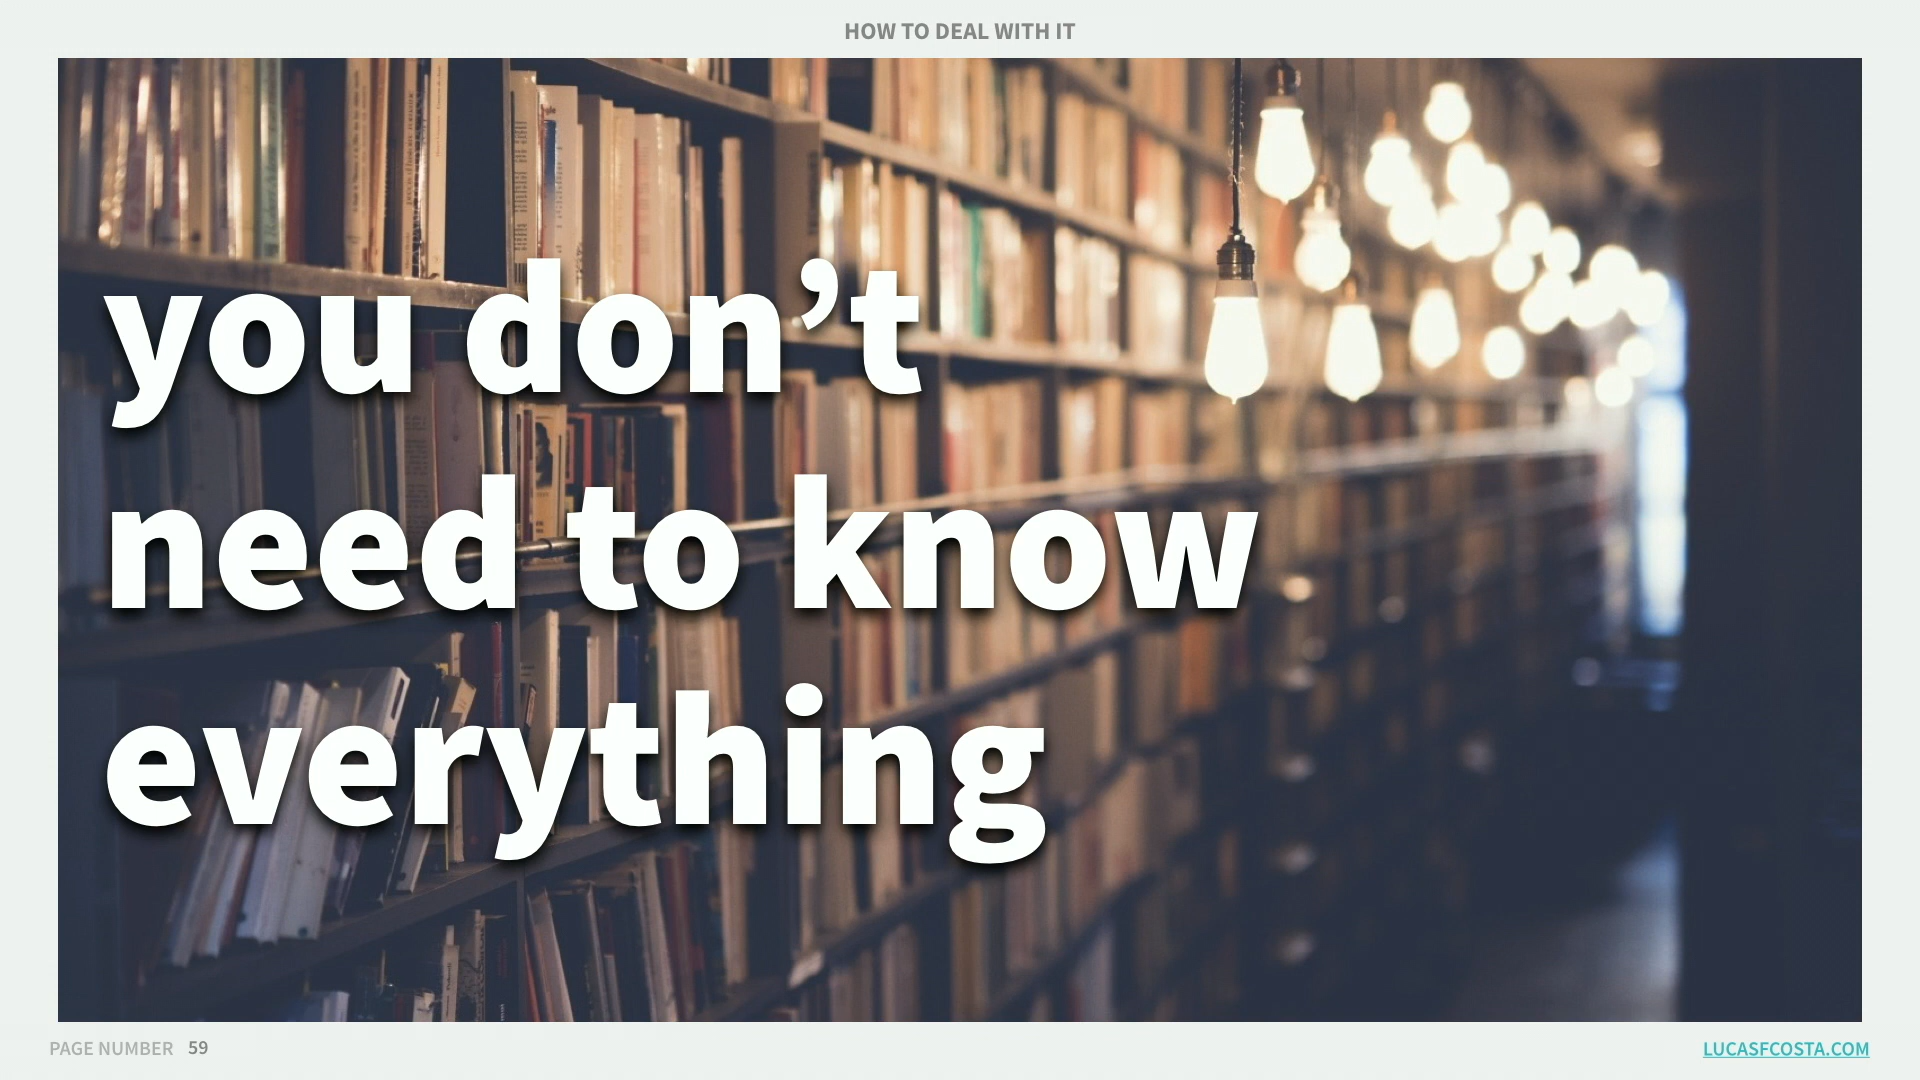 HOW TO DEAL WITH IT
you don’t
need to know
everything
PAGE NUMBER 59
LUCASFCOSTA.COM